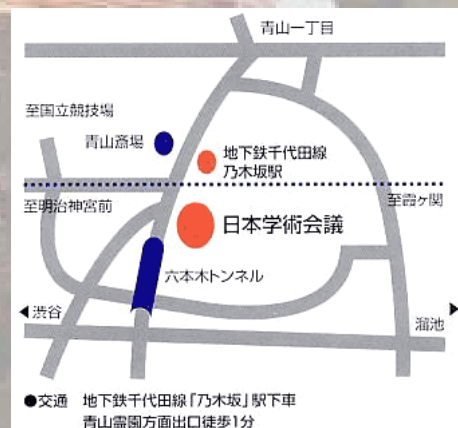 青山一丁目
至国立競技場
青山斎場
地下鉄千代田線
乃木坂駅
至明治神宮前
至霞ヶ関
日本学術会議
六本木トンネル
渋谷
溜池
●交通 地下鉄千代田線「乃木坂」駅下車
青山霊園方面出口徒歩1分